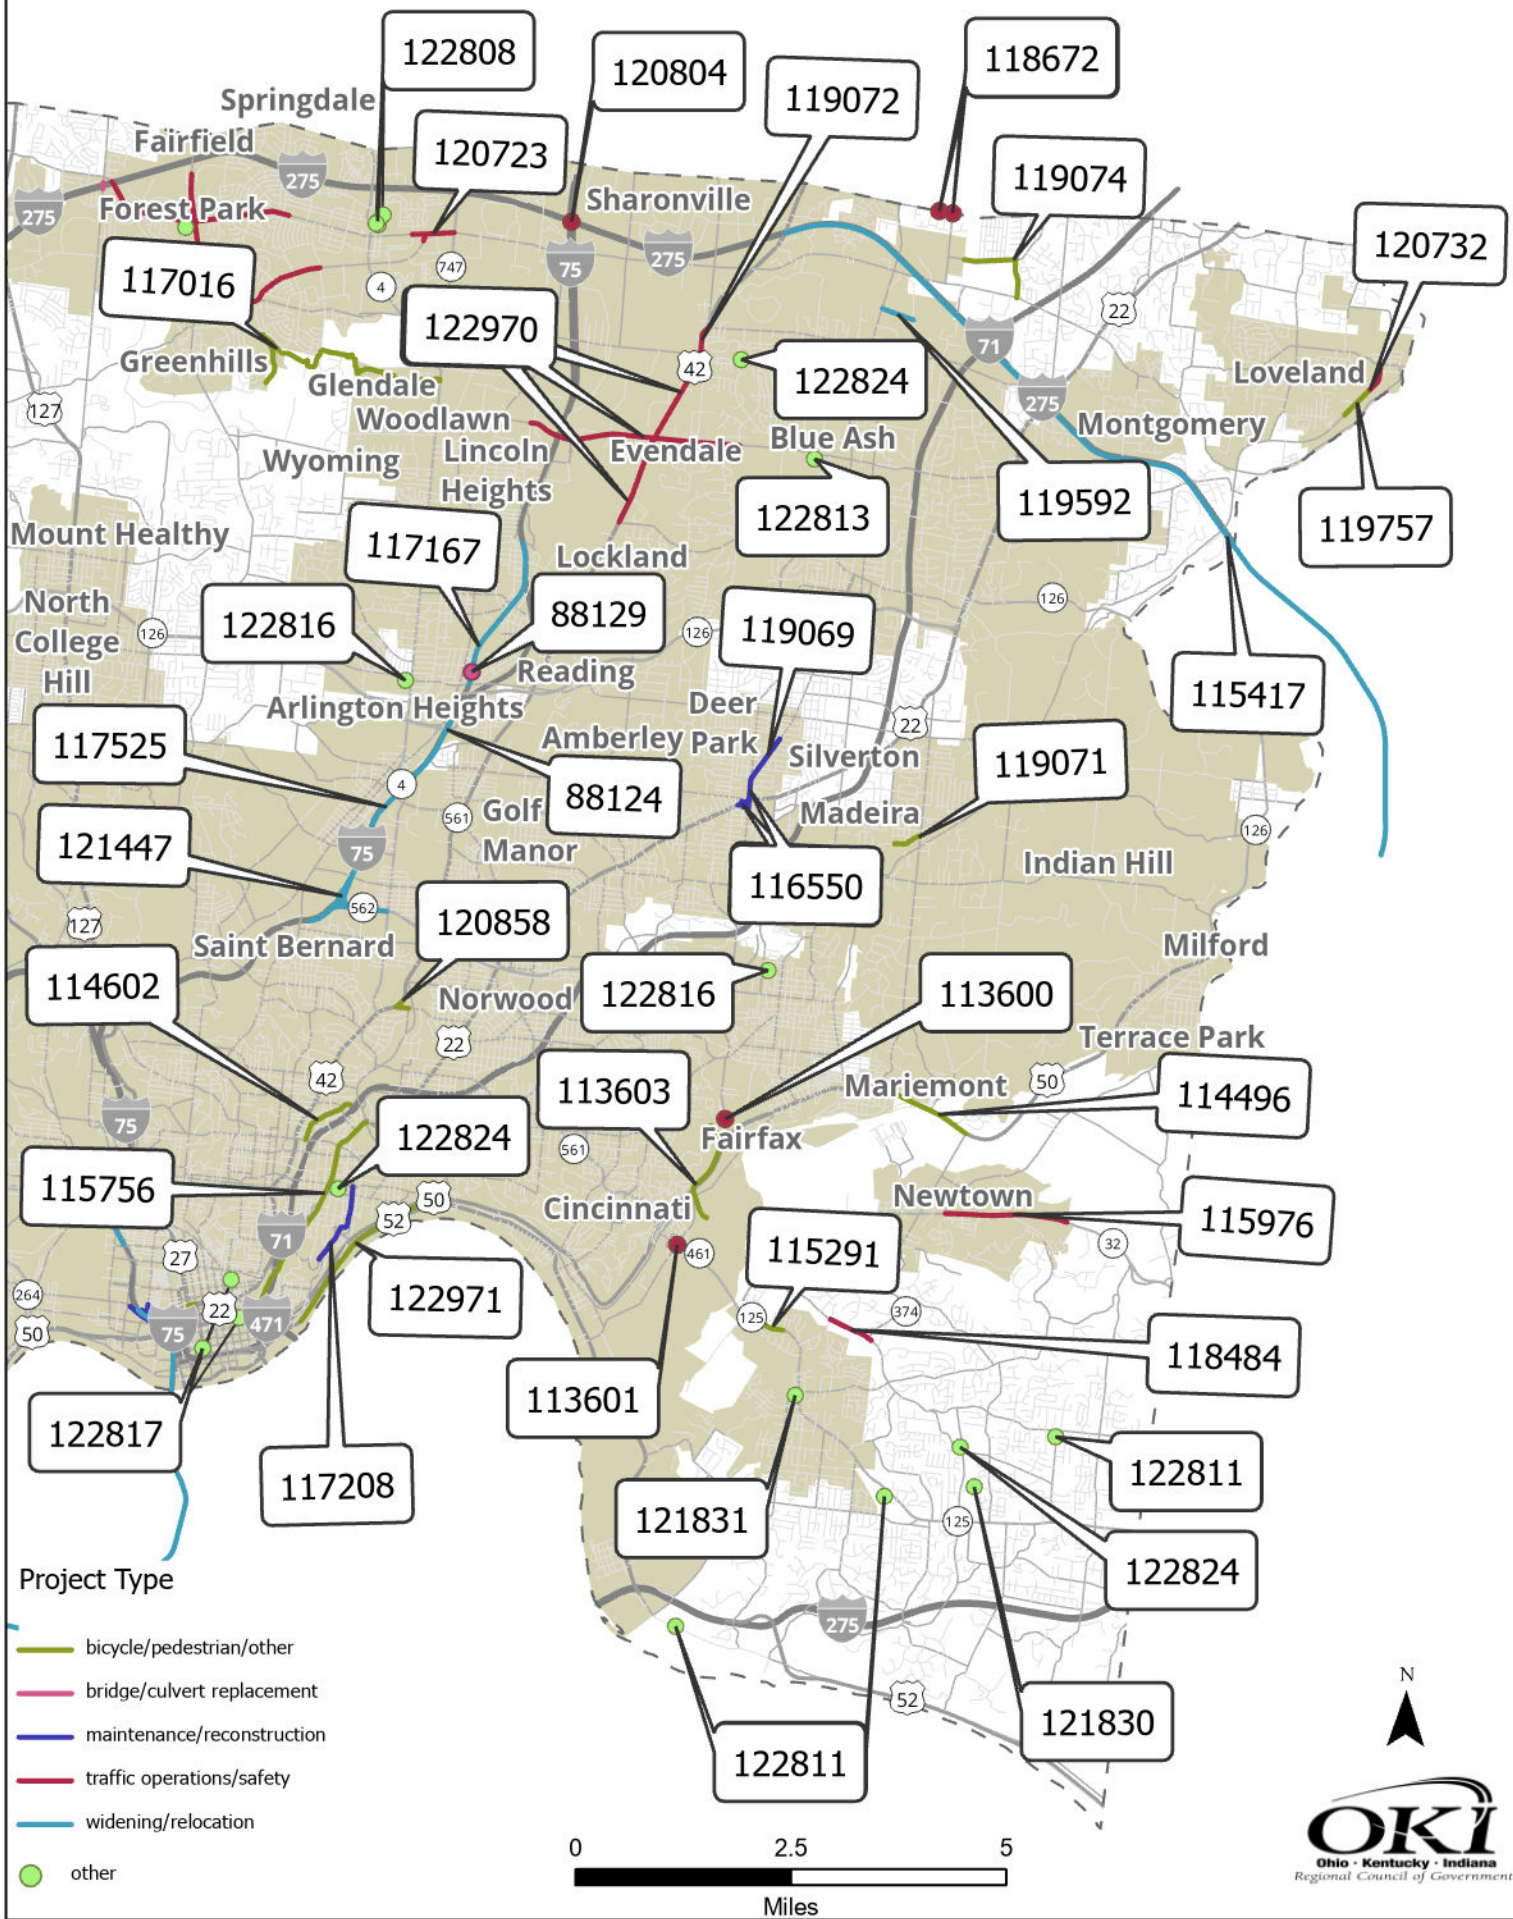 122808
120804
118672
119072
Springdale
Fairfield
120723
275
119074
275
Forest Park
Sharonville
120732
275
117016
747
75
4
22
122970
71
Greenhills
42
122824
Loveland
Glendale
275
127
Woodlawn
Montgomery
Lincoln
Heights
Evendale
Blue Ash
Wyoming
119592
122813
119757
Mount Healthy
117167
Lockland
North
College
Hill
126
122816
88129
126
119069
126
Reading
115417
Deer
Park
Arlington Heights
22
117525
Amberley
Silverton
119071
4
88124
561
Golf
Manor
Madeira
126
121447
75
Indian Hill
116550
562
120858
127
Saint Bernard
Milford
114602
Norwood
122816
113600
22
Terrace Park
42
50
113603
Mariemont
114496
75
122824
Fairfax
561
115756
50
Newtown
Cincinnati
52
115976
71
27
461
115291
32
264
122971
22
471
374
125
50
75
118484
113601
122817
117208
122811
121831
125
122824
Project Type
275
bicycle/pedestrian/other
bridge/culvert replacement
52
121830
maintenance/reconstruction
122811
traffic operations/safety
widening/relocation
other
0 2.5 5
Miles
N
OKI
Ohio · Kentucky · Indiana
Regional Council of Government